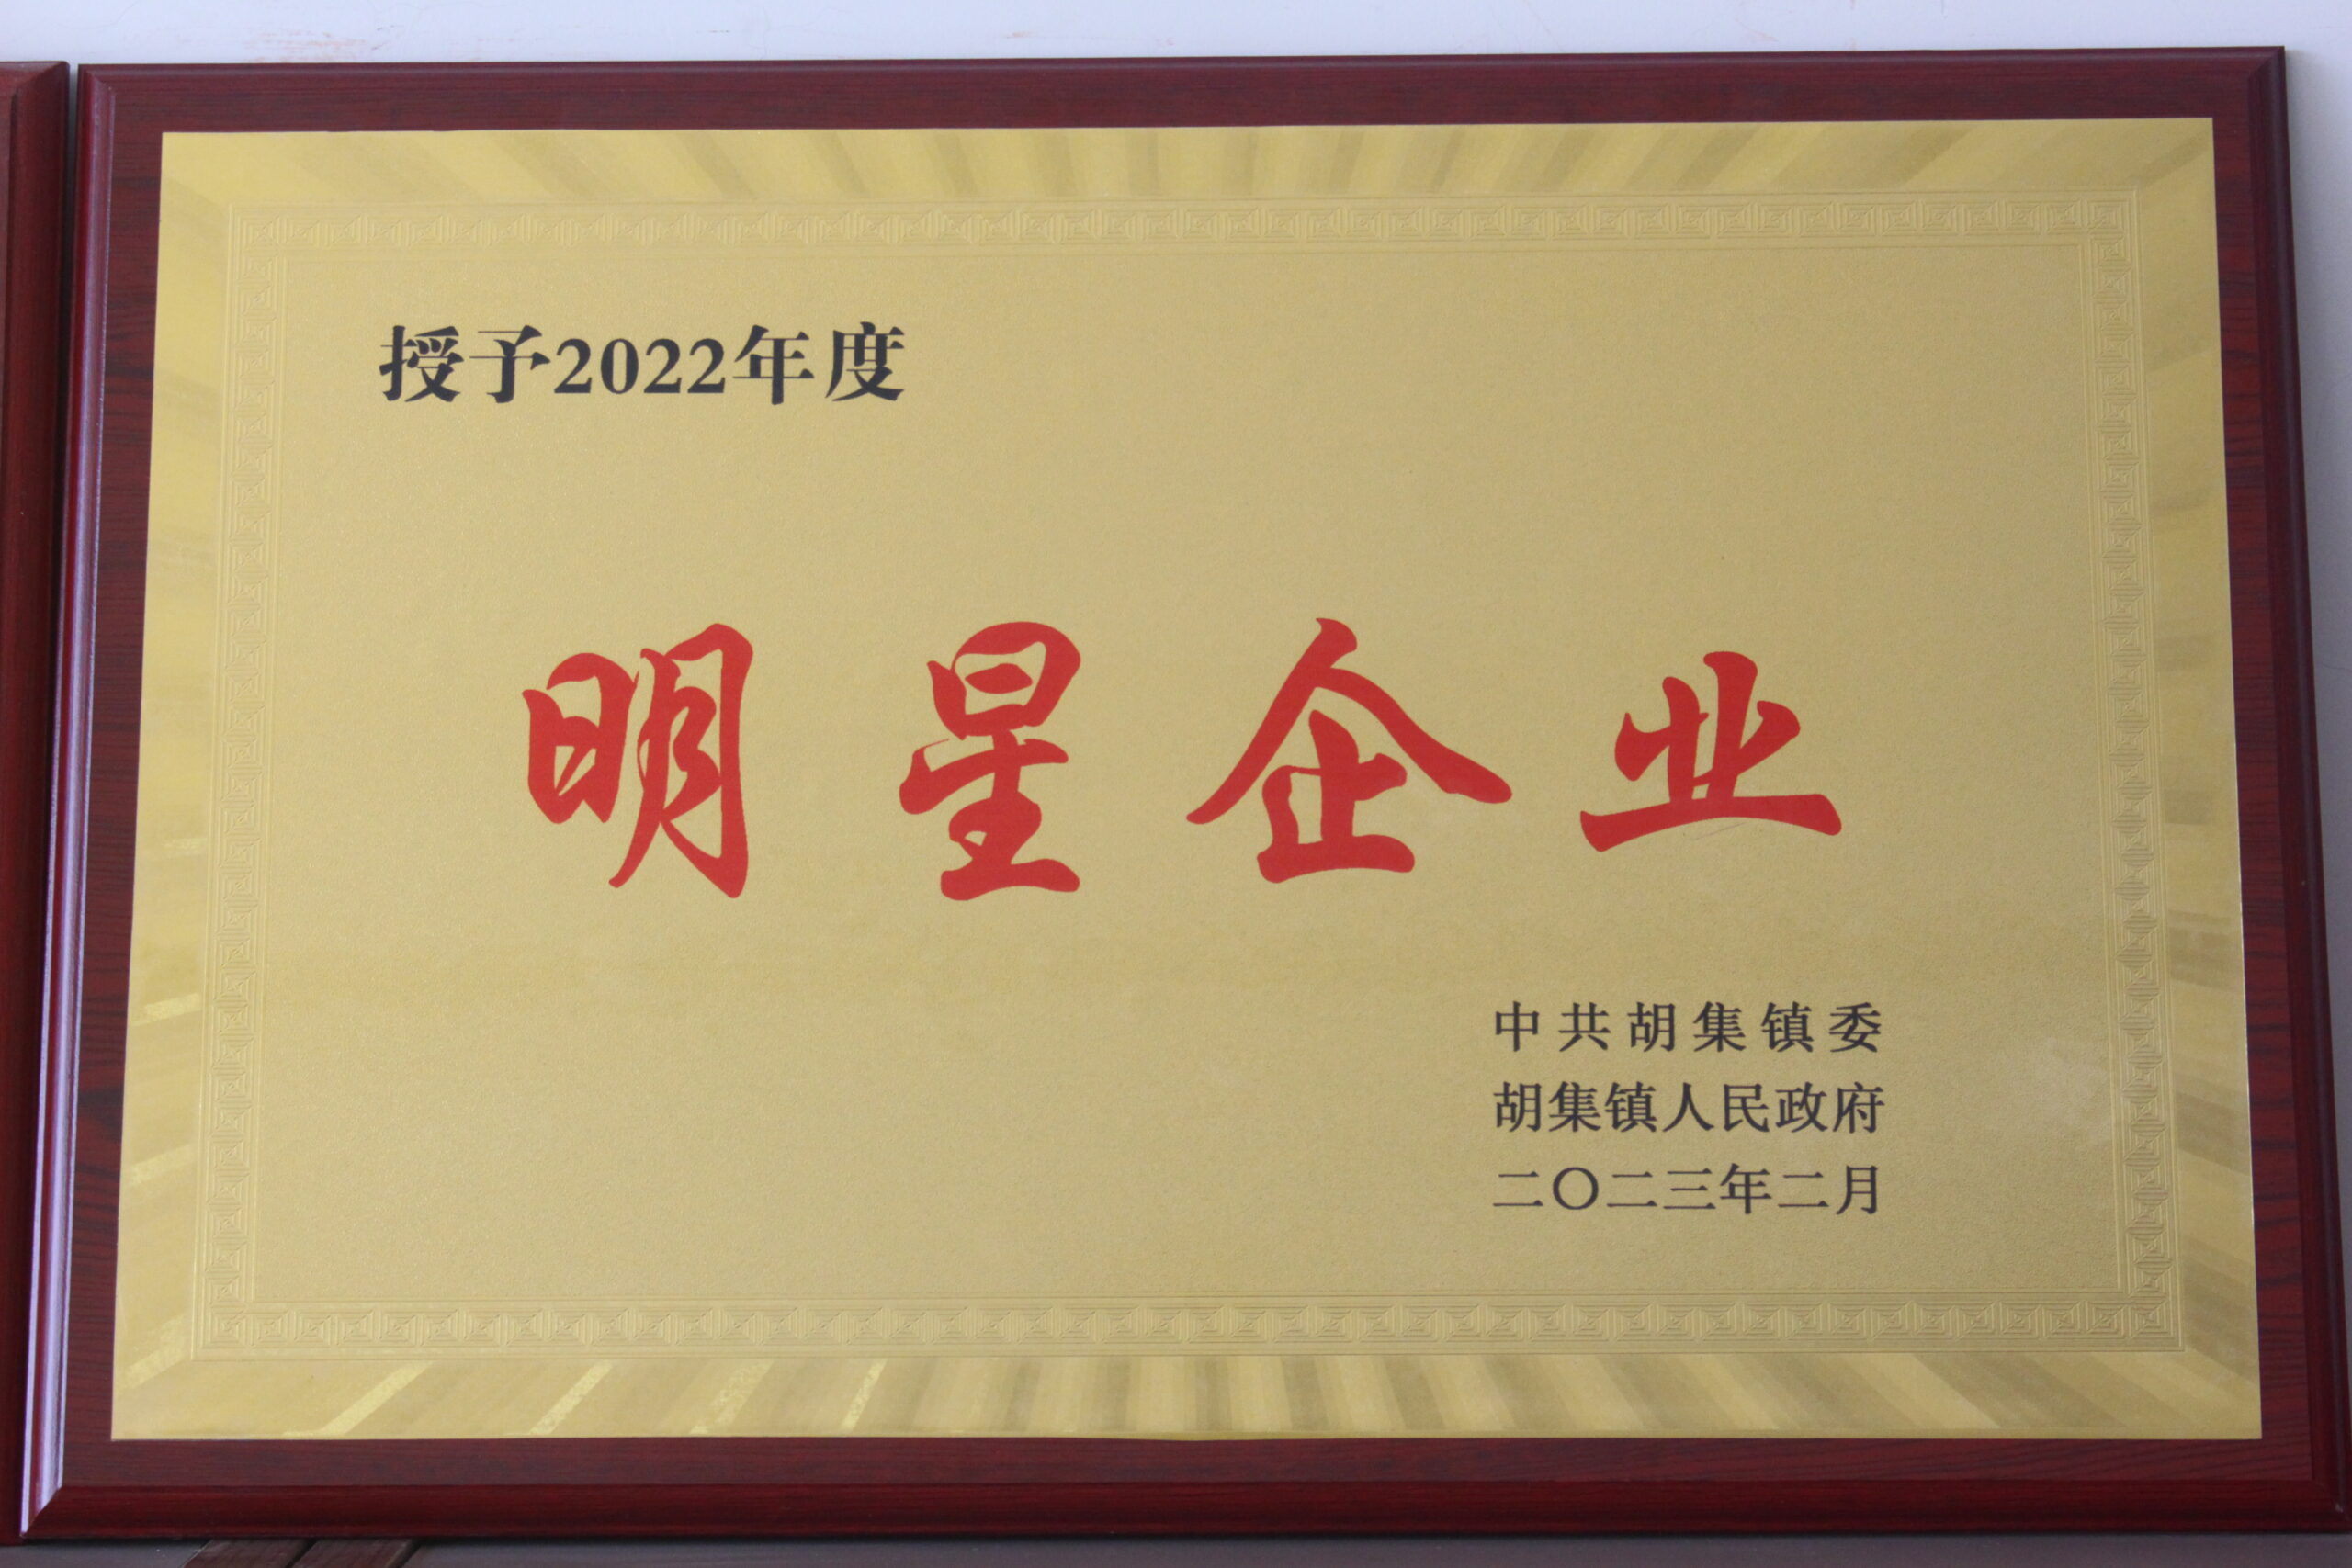 授予2022年度
明星企业
中共胡集镇委
胡集镇人民政府
二〇二三年二月